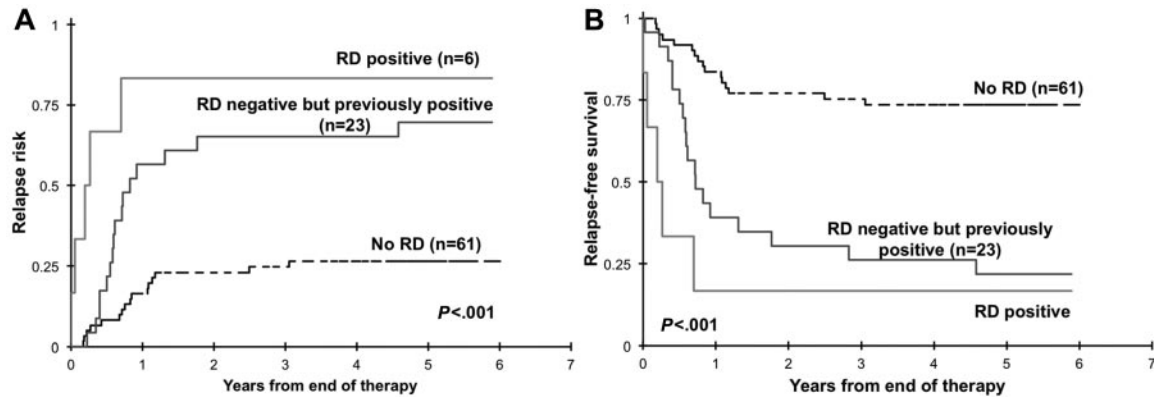 A
1
RD positive (n=6)
0.75
RD negative but previously positive
(n=23)
Relapse risk
0.5
No RD (n=61)
0.25
P<.001
0
0 1 2 3 4 5 6 7
Years from end of therapy
B
1
No RD (n=61)
0.75
Relapse-free survival
0.5
RD negative but previously
positive (n=23)
0.25
RD positive
P<.001
0
0 1 2 3 4 5 6 7
Years from end of therapy